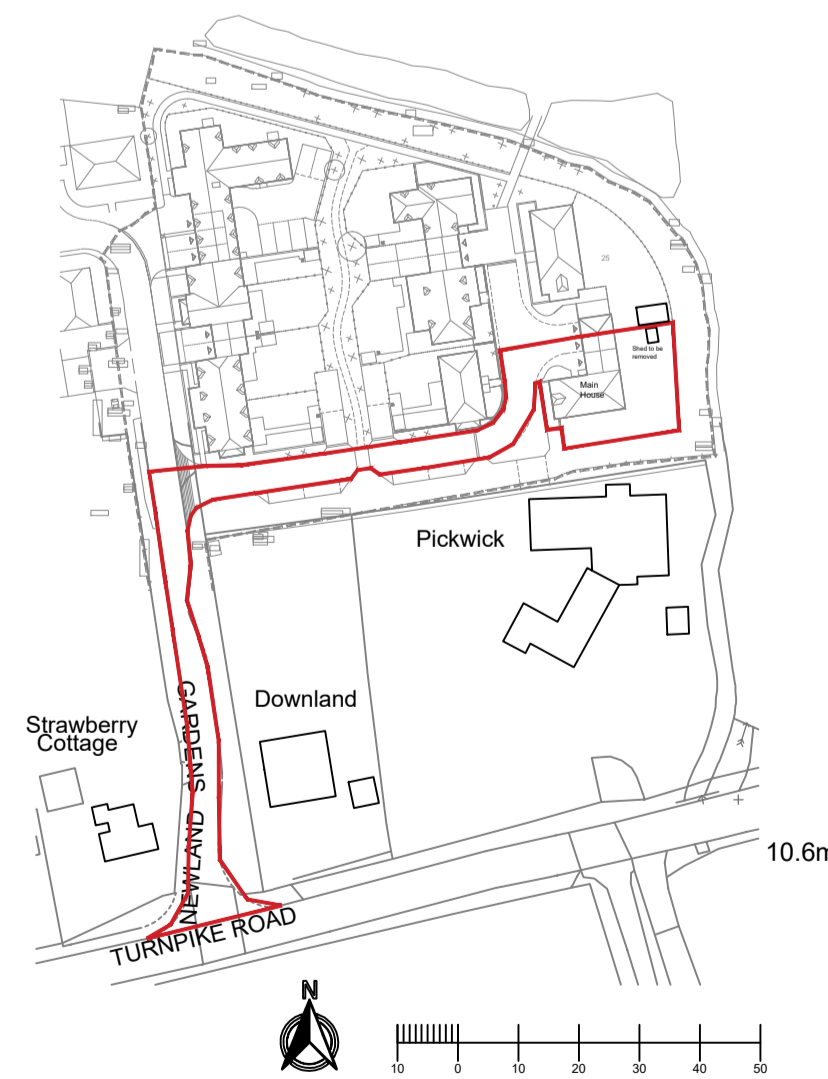 25
Shed to be
removed
Main
House
Pickwick
Downland
Strawberry
Cottage
NEWLAND GARDENS
10.6m
TURNPIKE ROAD
N
10 0 10 20 30 40 50